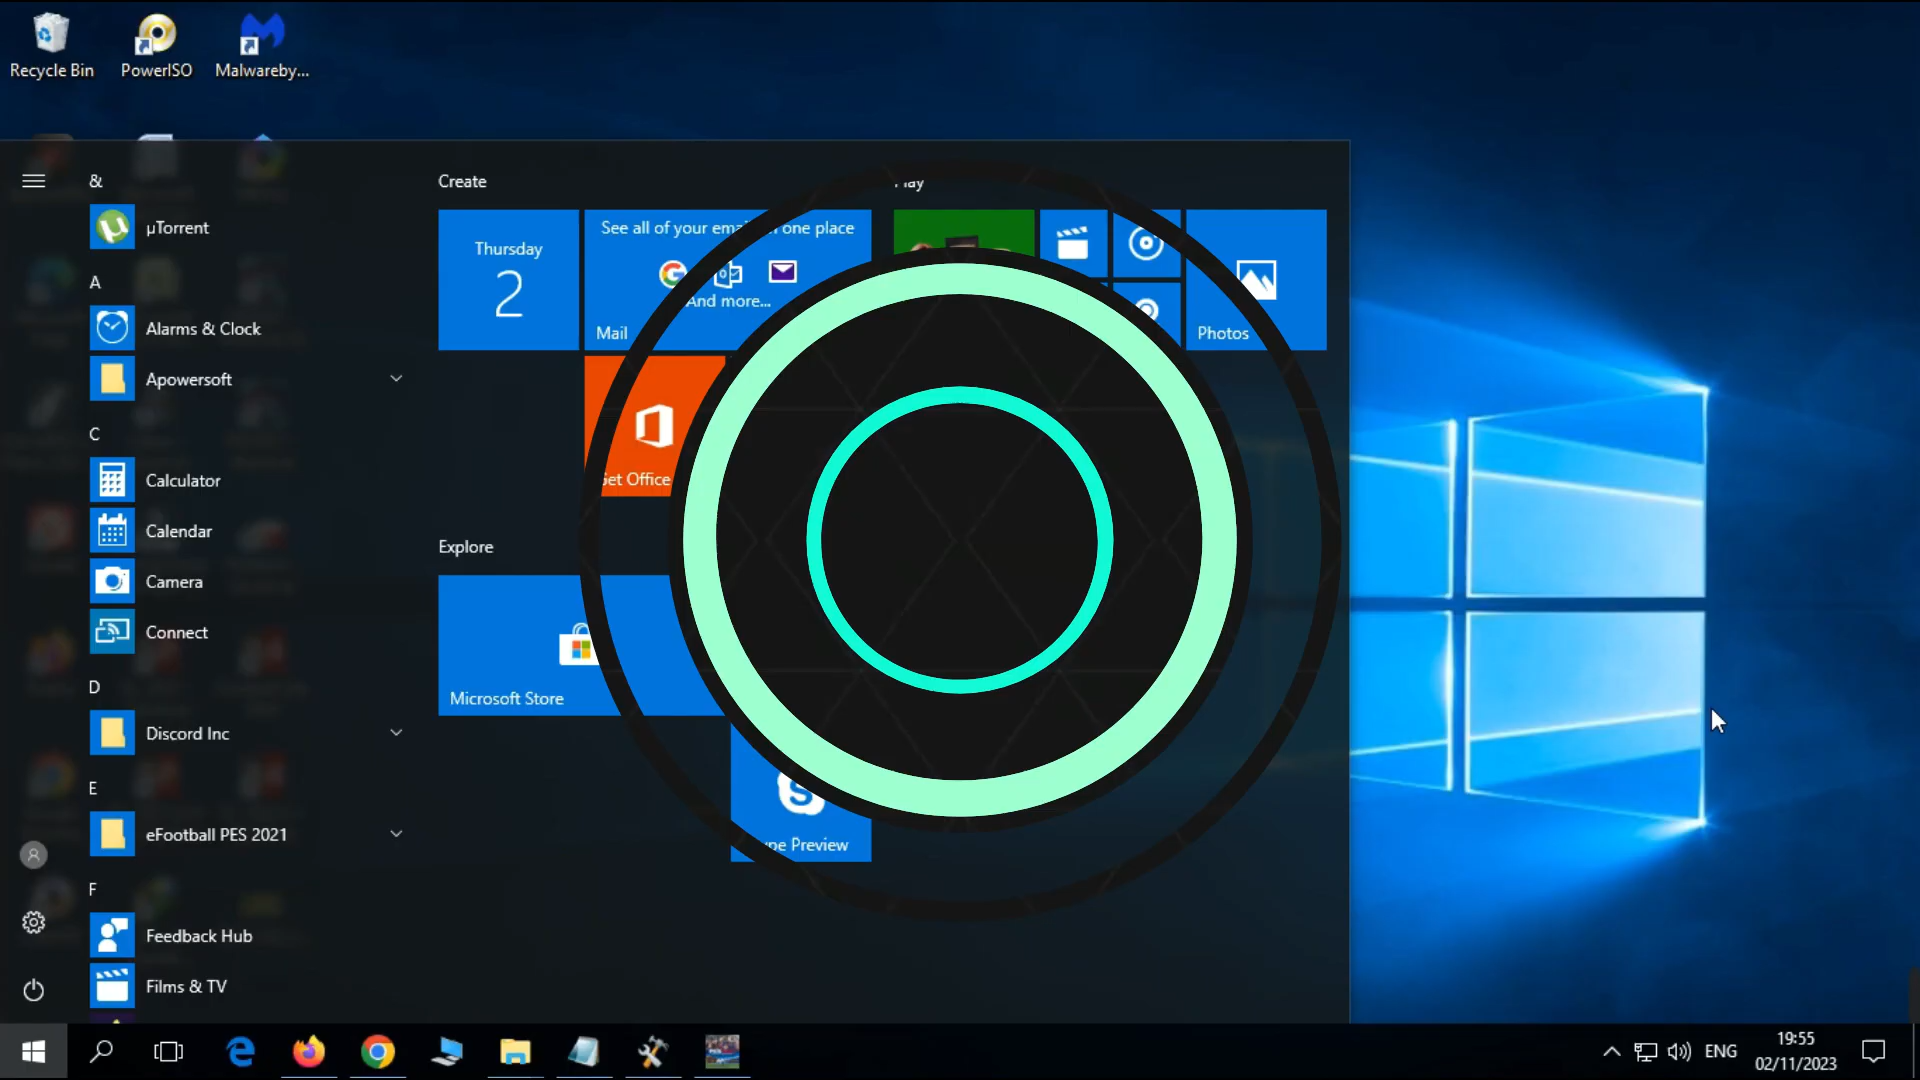 Recycle Bin
PowerISO
Malwareby...
&
Create
µTorrent
Thursday
2
See all of your one place
And more...
Mail
Photos
A
Alarms & Clock
Apowersoft
C
Get Office
Calculator
Calendar
Explore
Camera
Connect
D
Microsoft Store
Discord Inc
E
eFootball PES 2021
Preview
F
Feedback Hub
Films & TV
ENG
19:55
02/11/2023